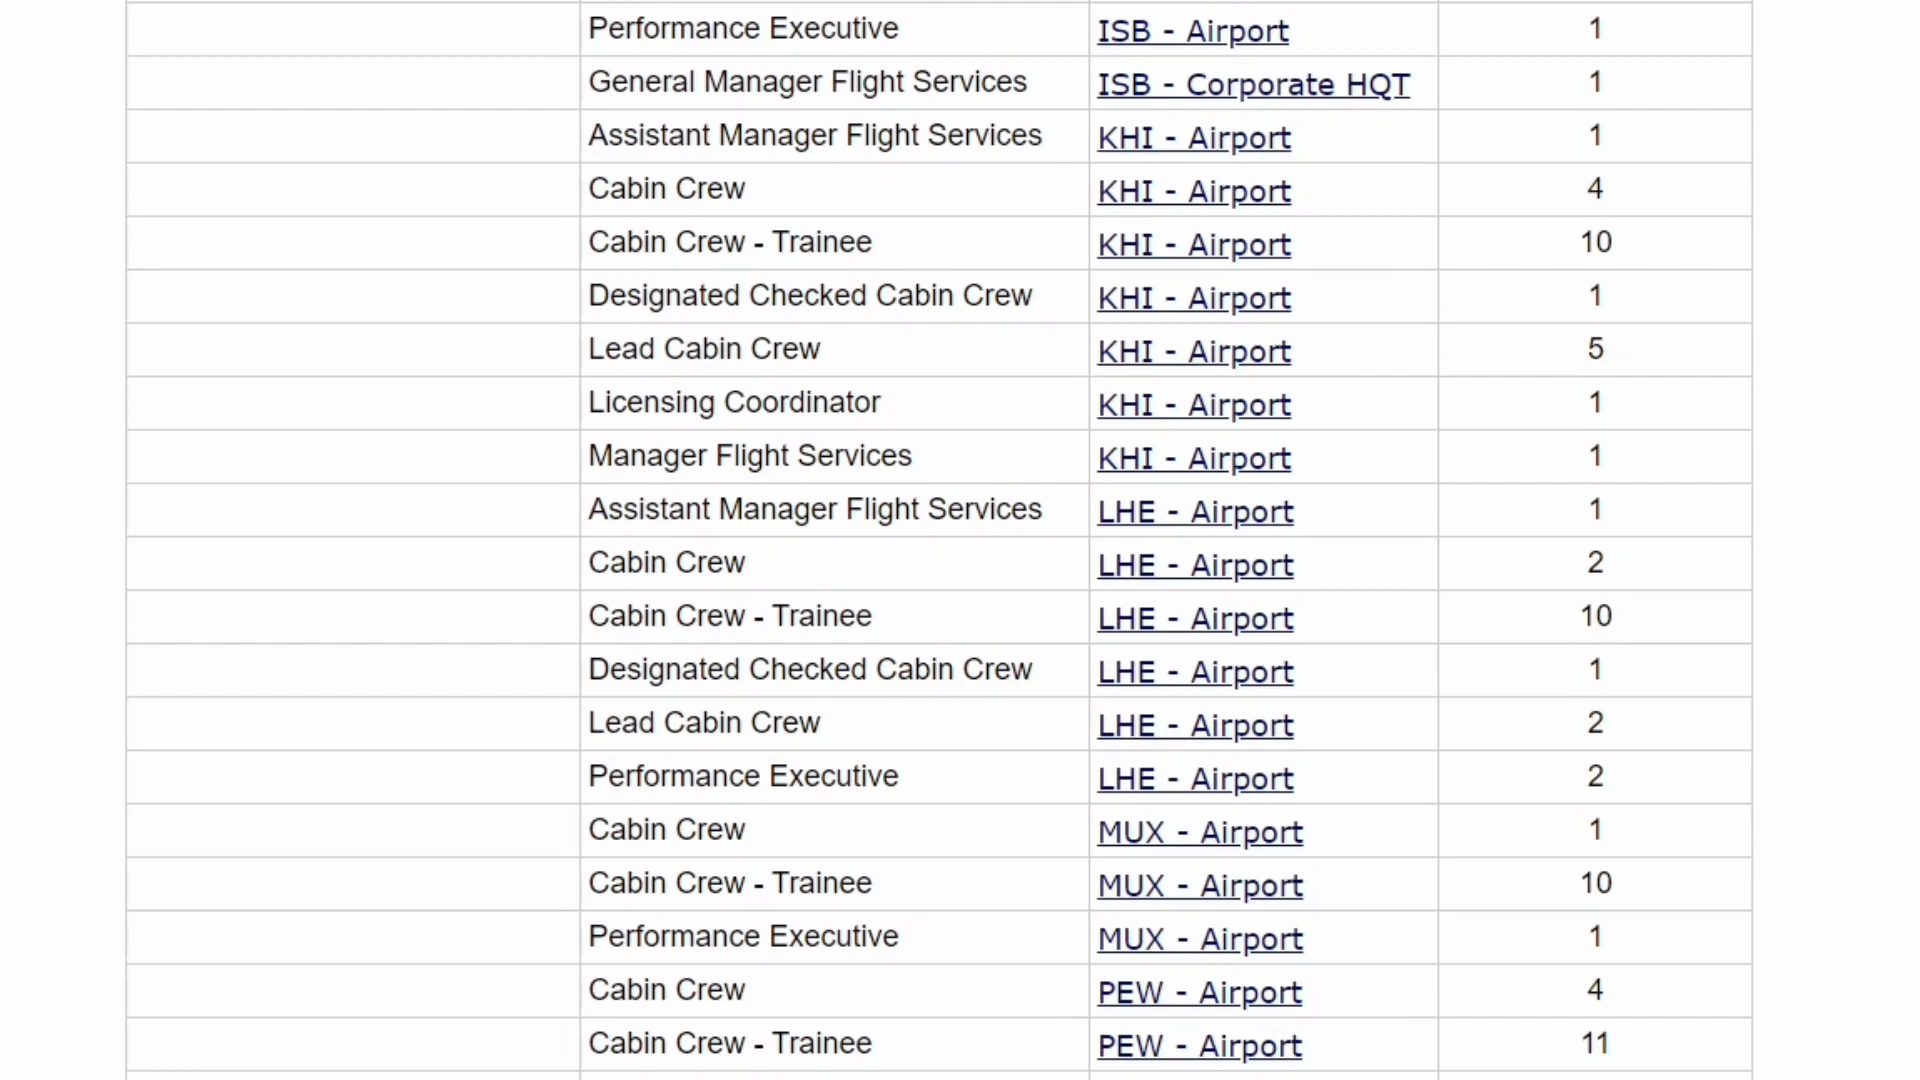 Performance Executive ISB - Airport 1
General Manager Flight Services ISB - Corporate HQT 1
Assistant Manager Flight Services KHI - Airport 1
Cabin Crew KHI - Airport 4
Cabin Crew - Trainee KHI - Airport 10
Designated Checked Cabin Crew KHI - Airport 1
Lead Cabin Crew KHI - Airport 5
Licensing Coordinator KHI - Airport 1
Manager Flight Services KHI - Airport 1
Assistant Manager Flight Services LHE - Airport 1
Cabin Crew LHE - Airport 2
Cabin Crew - Trainee LHE - Airport 10
Designated Checked Cabin Crew LHE - Airport 1
Lead Cabin Crew LHE - Airport 2
Performance Executive LHE - Airport 2
Cabin Crew MUX - Airport 1
Cabin Crew - Trainee MUX - Airport 10
Performance Executive MUX - Airport 1
Cabin Crew PEW - Airport 4
Cabin Crew - Trainee PEW - Airport 11